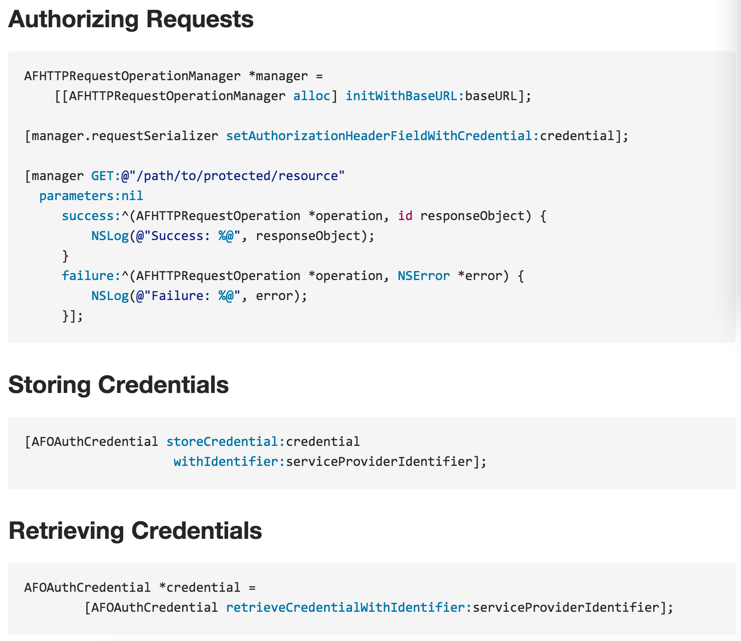 Authorizing Requests
AFHTTPRequestOperationManager *manager =
[[AFHTTPRequestOperationManager alloc] initWithBaseURL:baseURL];
[manager.requestSerializer setAuthorizationHeaderFieldWithCredential:credential];
[manager GET:@"/path/to/protected/resource"
parameters:nil
success:^(AFHTTPRequestOperation *operation, id responseObject) {
NSLog(@"Success: %@", responseObject);
}
failure:^(AFHTTPRequestOperation *operation, NSError *error) {
NSLog(@"Failure: %@", error);
}];
Storing Credentials
[AFOAuthCredential storeCredential:credential
withIdentifier:serviceProviderIdentifier];
Retrieving Credentials
AFOAuthCredential *credential =
[AFOAuthCredential retrieveCredentialWithIdentifier:serviceProviderIdentifier];